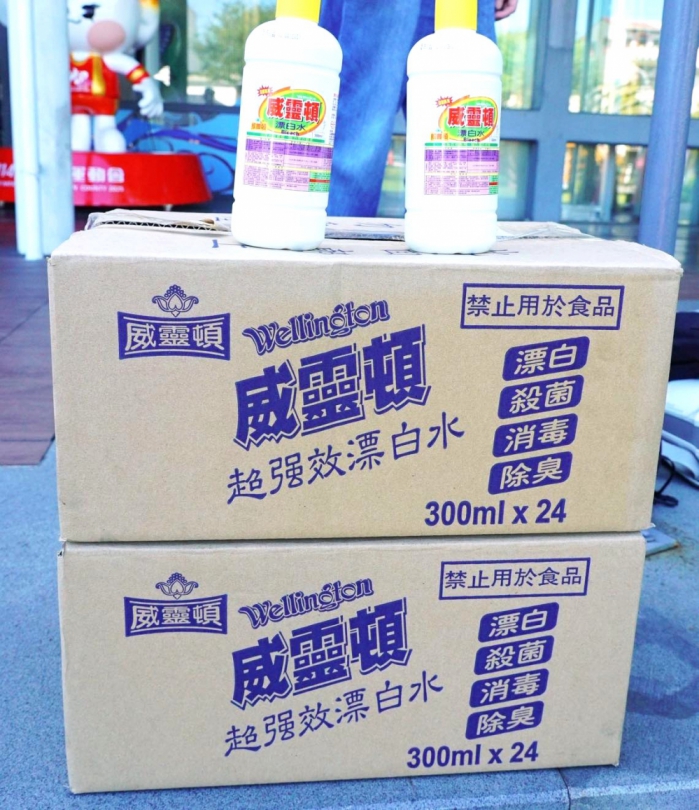 威靈頓
漂白水
威靈頓
漂白水
威靈頓
Wellington
威靈頓
超強效漂白水
禁止用於食品
漂白
殺菌
消毒
除臭
300ml x 24
威靈頓
Wellington
威靈頓
超強效漂白水
禁止用於食品
漂白
殺菌
消毒
除臭
300ml x 24